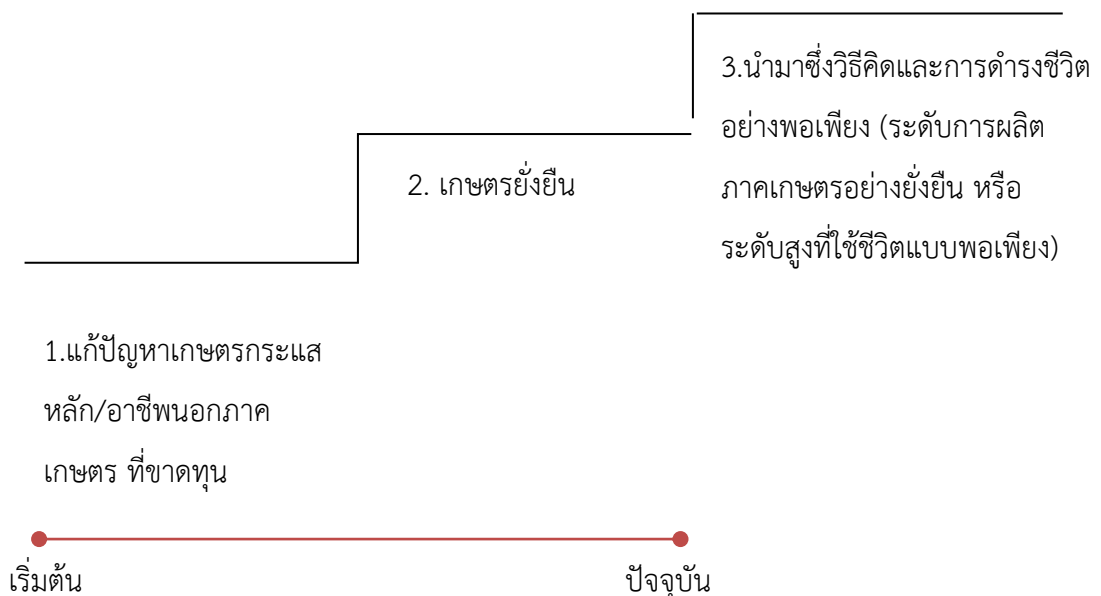 3.นำมาซึ่งวิธีคิดและการดำรงชีวิต
อย่างพอเพียง (ระดับการผลิต
ภาคเกษตรอย่างยั่งยืน หรือ
ระดับสูงที่ใช้ชีวิตแบบพอเพียง)
2. เกษตรยั่งยืน
1.แก้ปัญหาเกษตรกระแส
หลัก/อาชีพนอกภาค
เกษตร ที่ขาดทุน
เริ่มต้น
ปัจจุบัน